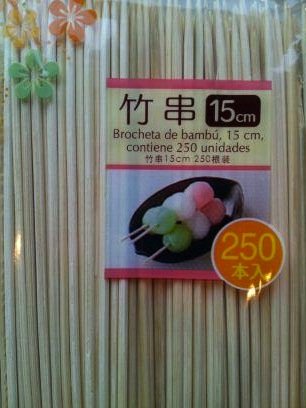 竹串 15cm
Brocheta de bambú, 15 cm,
contiene 250 unidades
竹串15cm 250根装
250
本入